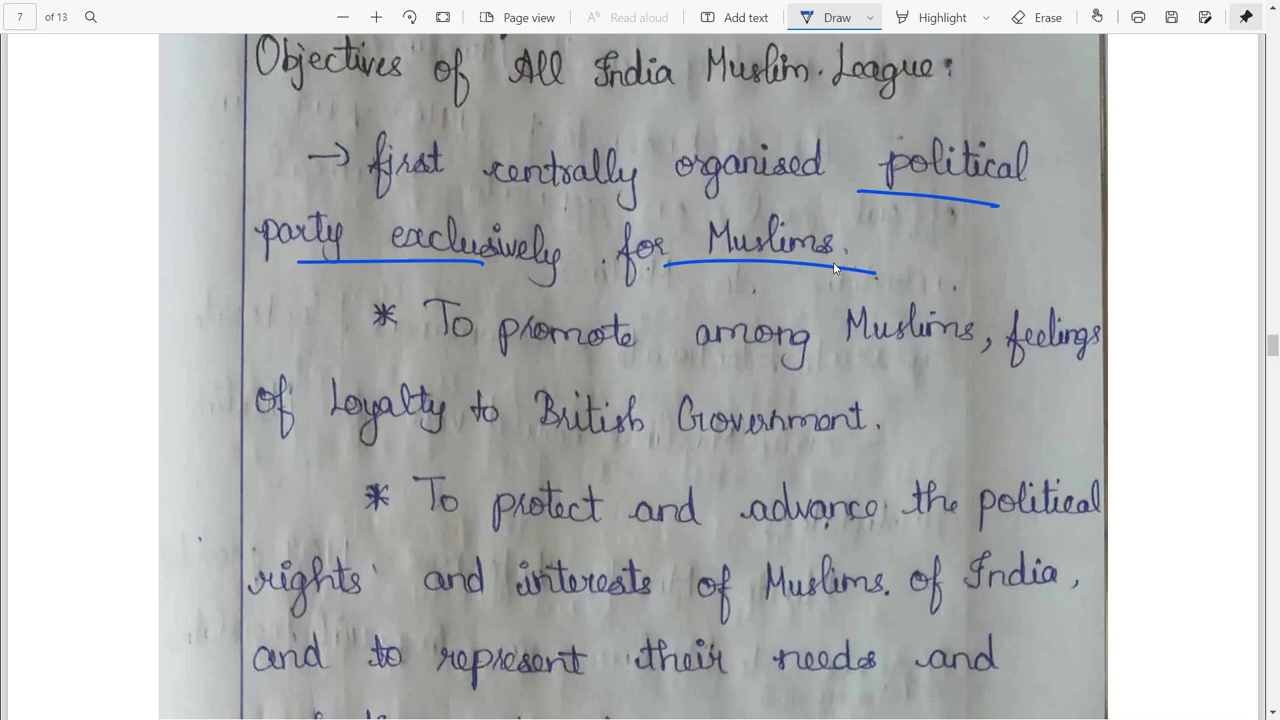 7 of 13 Page view Read aloud Add text Draw Highlight Erase
Objectives of All India Muslim League:
→ first centrally organised political
party exclusively for Muslims.
* To promote among Muslims, feelings
of Loyalty to British Government.
* To protect and advance the political
rights and interests of Muslims of India,
and to represent their needs and